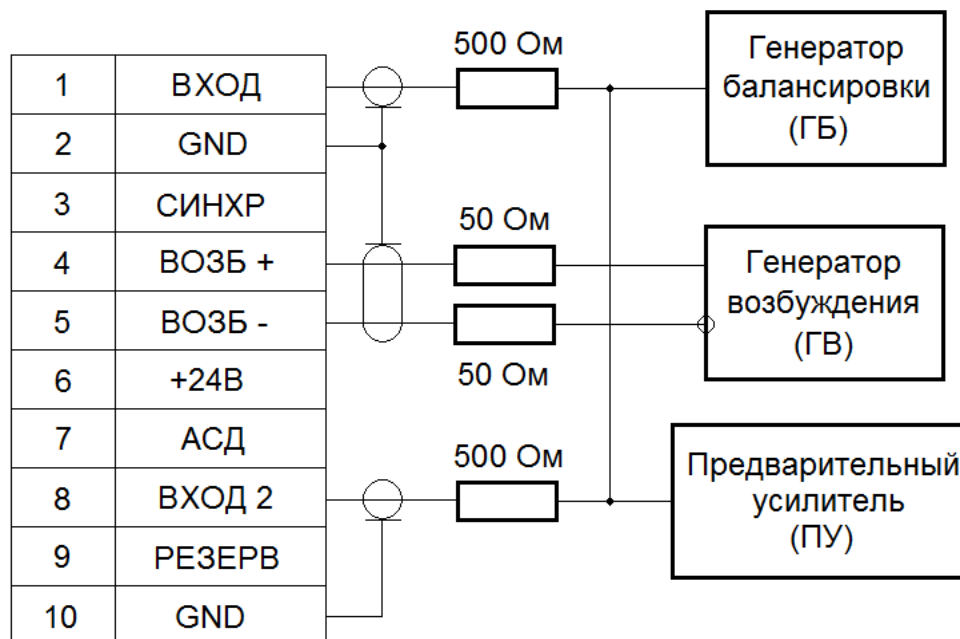 1 ВХОД
2 GND
3 СИНХР
4 ВОЗБ +
5 ВОЗБ -
6 +24В
7 АСД
8 ВХОД 2
9 РЕЗЕРВ
10 GND
500 Ом
50 Ом
50 Ом
500 Ом
Генератор
балансировки
(ГБ)
Генератор
возбуждения
(ГВ)
Предварительный
усилитель
(ПУ)